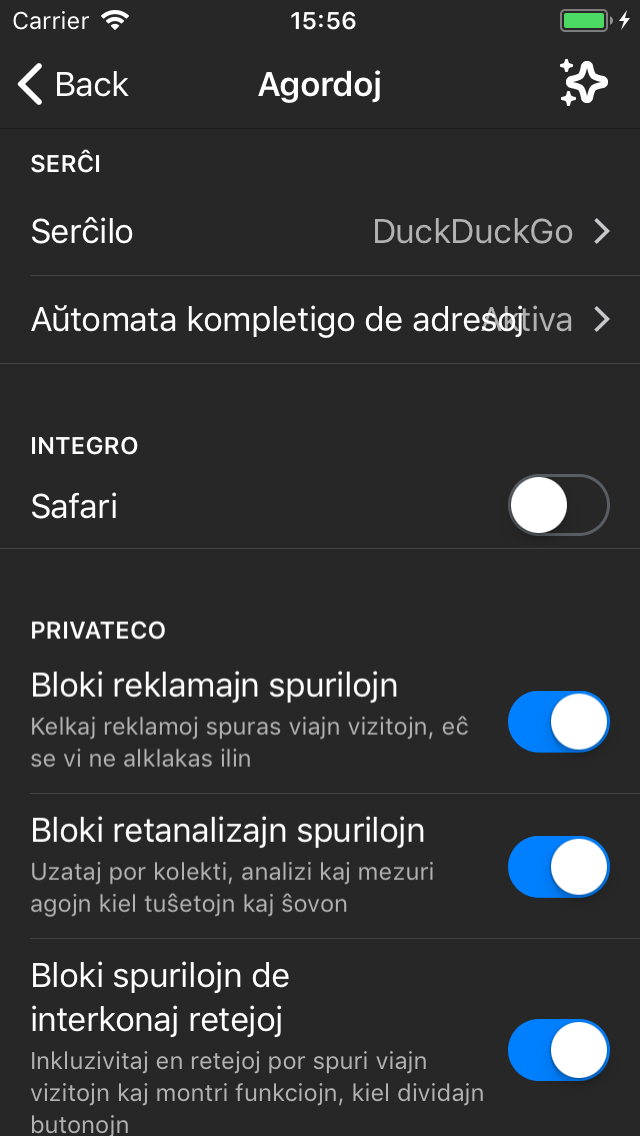 Carrier 15:56
Back Agordoj
SERĈI
Serĉilo DuckDuckGo
Aŭtomata kompletigo de adresoj Aktiva
INTEGRO
Safari
PRIVATECO
Bloki reklamajn spurilojn
Kelkaj reklamoj spuras viajn vizitojn, eĉ
se vi ne alklakas ilin
Bloki retanalizajn spurilojn
Uzataj por kolekti, analizi kaj mezuri
agojn kiel tuŝetojn kaj ŝovon
Bloki spurilojn de
interkonaj retejoj
Inkluzivitaj en retejoj por spuri viajn
vizitojn kaj montri funkciojn, kiel dividajn
butonojn